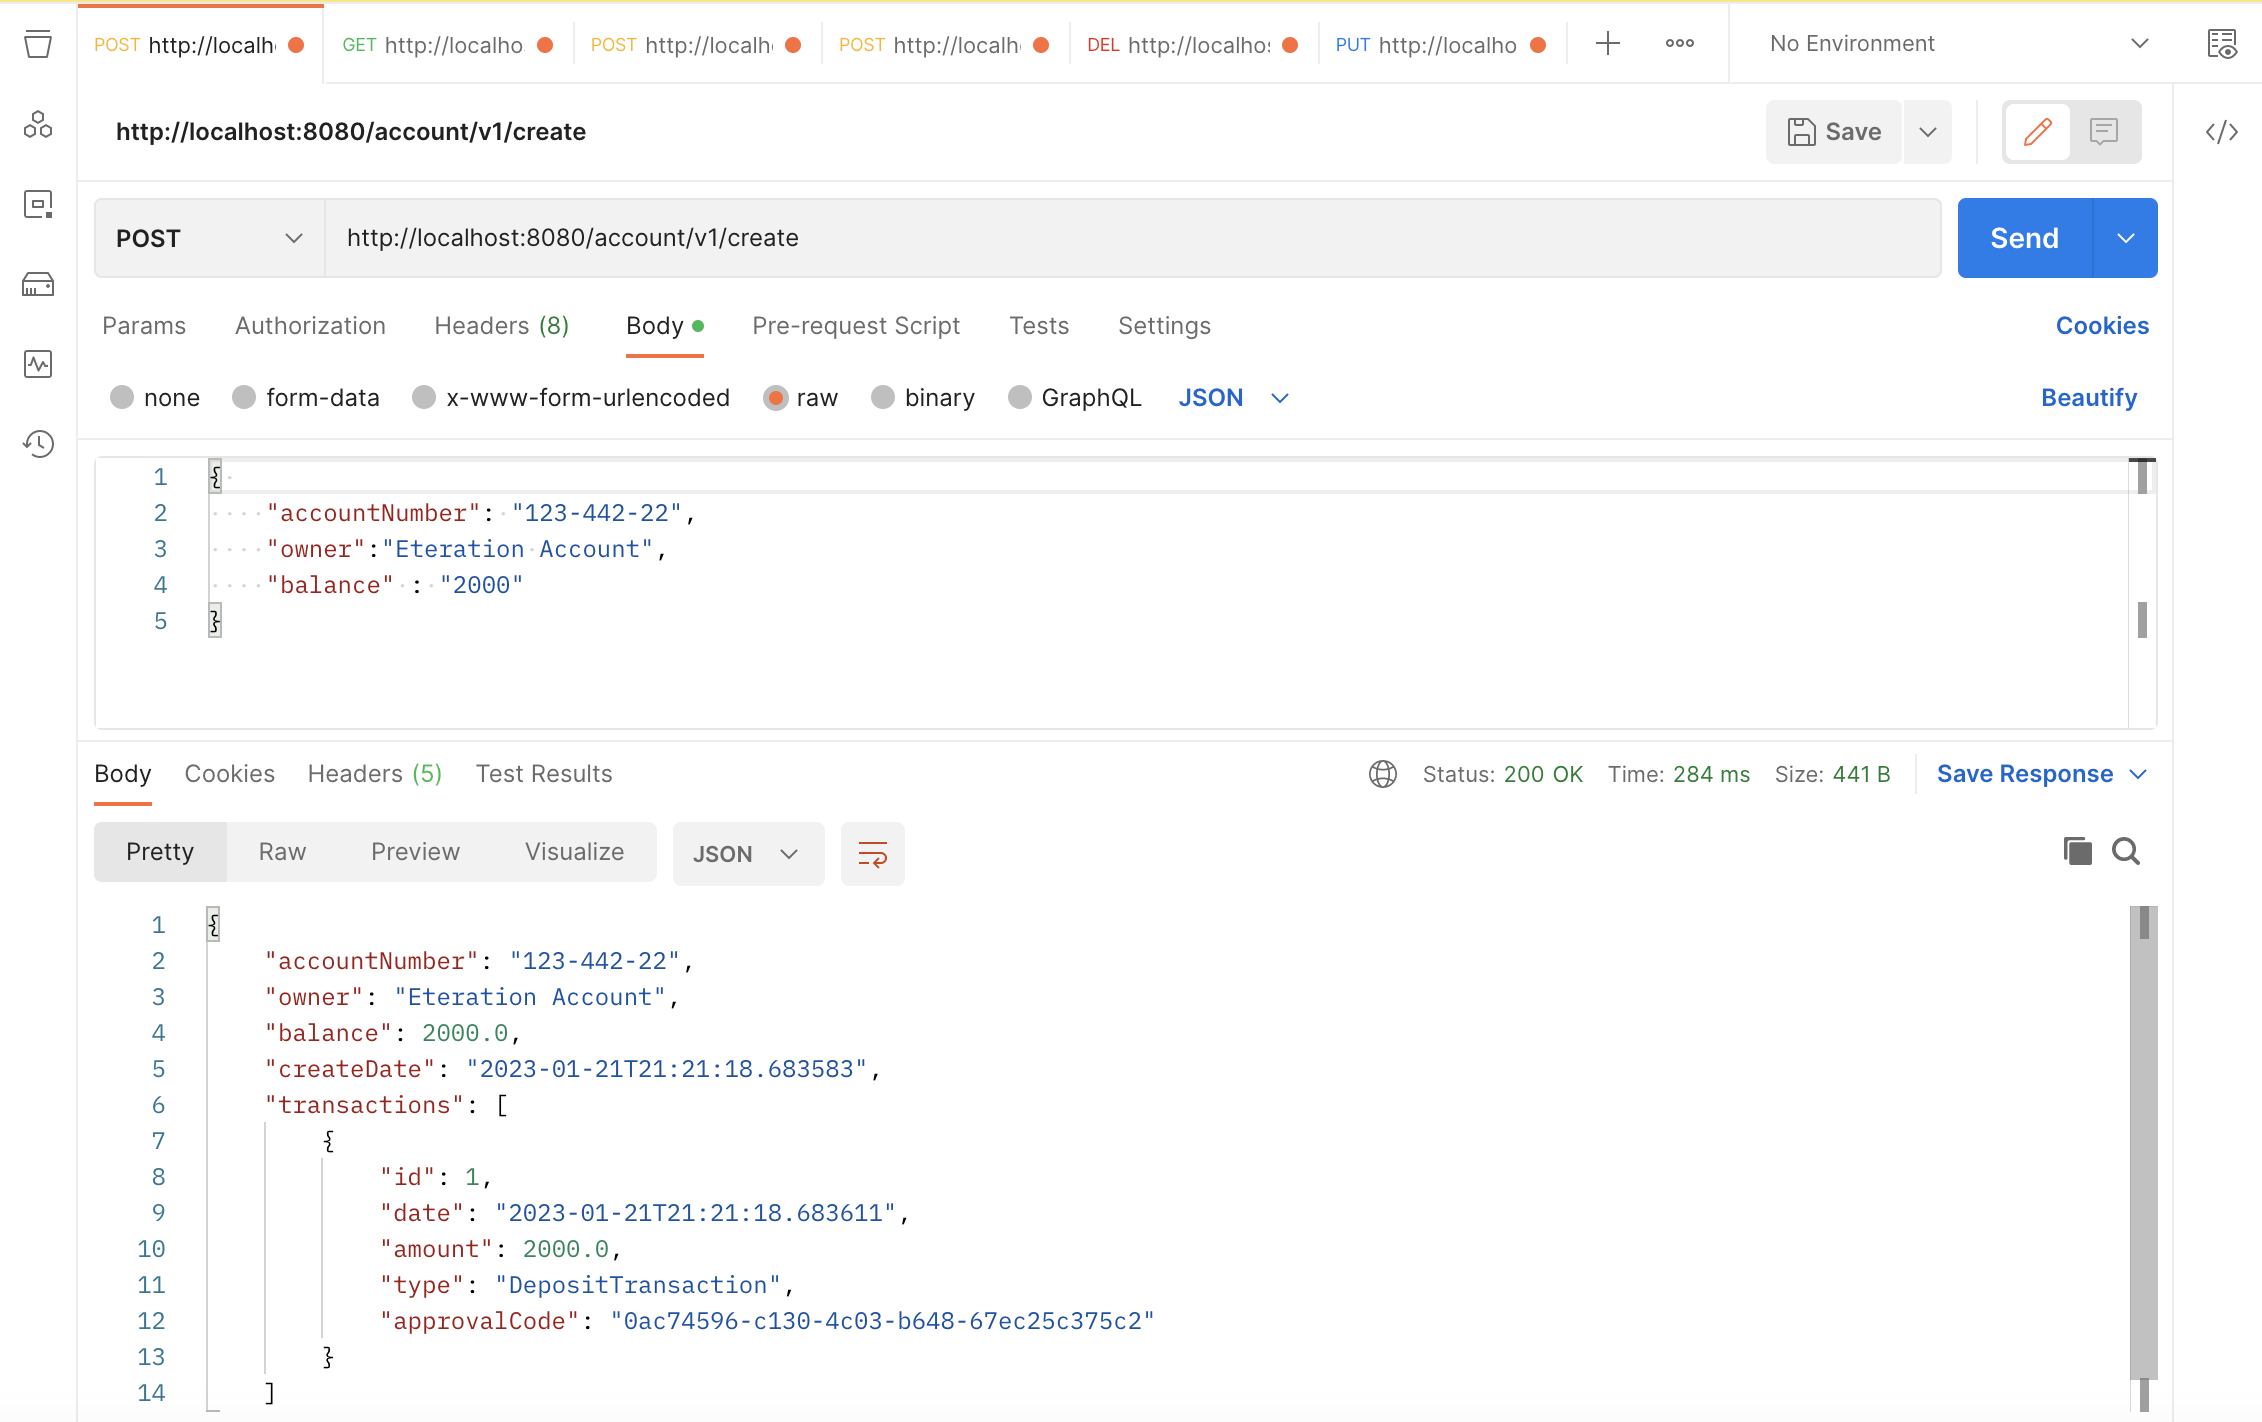 POST http://localh GET http://localho POST http://localh POST http://localh DEL http://localhos PUT http://localho No Environment
http://localhost:8080/account/v1/create Save
POST http://localhost:8080/account/v1/create Send
Params Authorization Headers (8) Body Pre-request Script Tests Settings Cookies
none form-data x-www-form-urlencoded raw binary GraphQL JSON Beautify
1 {
2 "accountNumber": "123-442-22",
3 "owner":"Eteration Account",
4 "balance" : "2000"
5 }
Body Cookies Headers (5) Test Results Status: 200 OK Time: 284 ms Size: 441 B Save Response
Pretty Raw Preview Visualize JSON
1 {
2 "accountNumber": "123-442-22",
3 "owner": "Eteration Account",
4 "balance": 2000.0,
5 "createDate": "2023-01-21T21:21:18.683583",
6 "transactions": [
7 {
8 "id": 1,
9 "date": "2023-01-21T21:21:18.683611",
10 "amount": 2000.0,
11 "type": "DepositTransaction",
12 "approvalCode": "0ac74596-c130-4c03-b648-67ec25c375c2"
13 }
14 ]